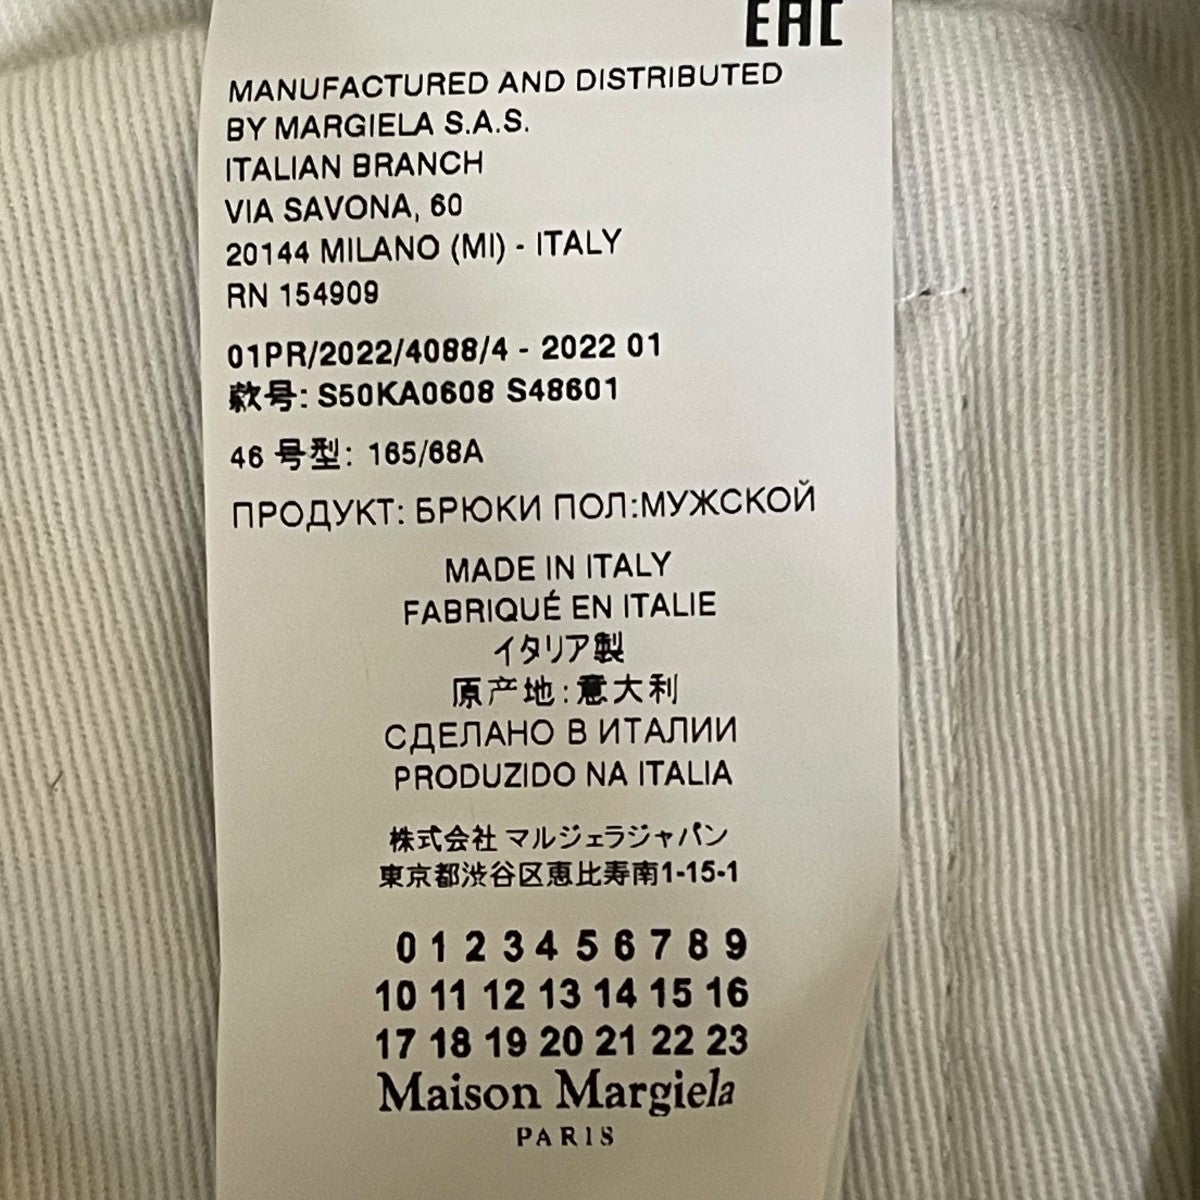 EAC
MANUFACTURED AND DISTRIBUTED
BY MARGIELA S.A.S.
ITALIAN BRANCH
VIA SAVONA, 60
20144 MILANO (MI) - ITALY
RN 154909
01PR/2022/4088/4 - 2022 01
款号: S50KA0608 S48601
46 号型: 165/68A
ПРОДУКТ: БРЮКИ ПОЛ:МУЖСКОЙ
MADE IN ITALY
FABRIQUÉ EN ITALIE
イタリア製
原产地:意大利
СДЕЛАНО В ИТАЛИИ
PRODUZIDO NA ITALIA
株式会社 マルジェラジャパン
東京都渋谷区恵比寿南1-15-1
0 1 2 3 4 5 6 7 8 9
10 11 12 13 14 15 16
17 18 19 20 21 22 23
Maison Margiela
PARIS